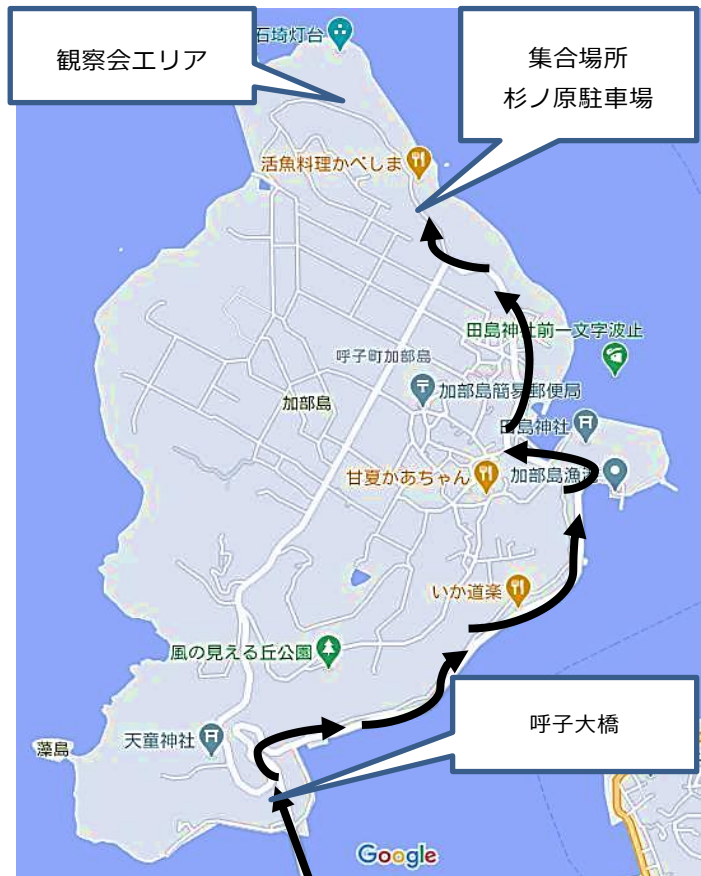 石埼灯台
観察会エリア
集合場所
杉ノ原駐車場
活魚料理かべしま
田島神社前一文字波止
呼子町加部島
加部島簡易郵便局
加部島
田島神社
甘夏かあちゃん
加部島漁港
いか道楽
風の見える丘公園
呼子大橋
天童神社
藻島
Google